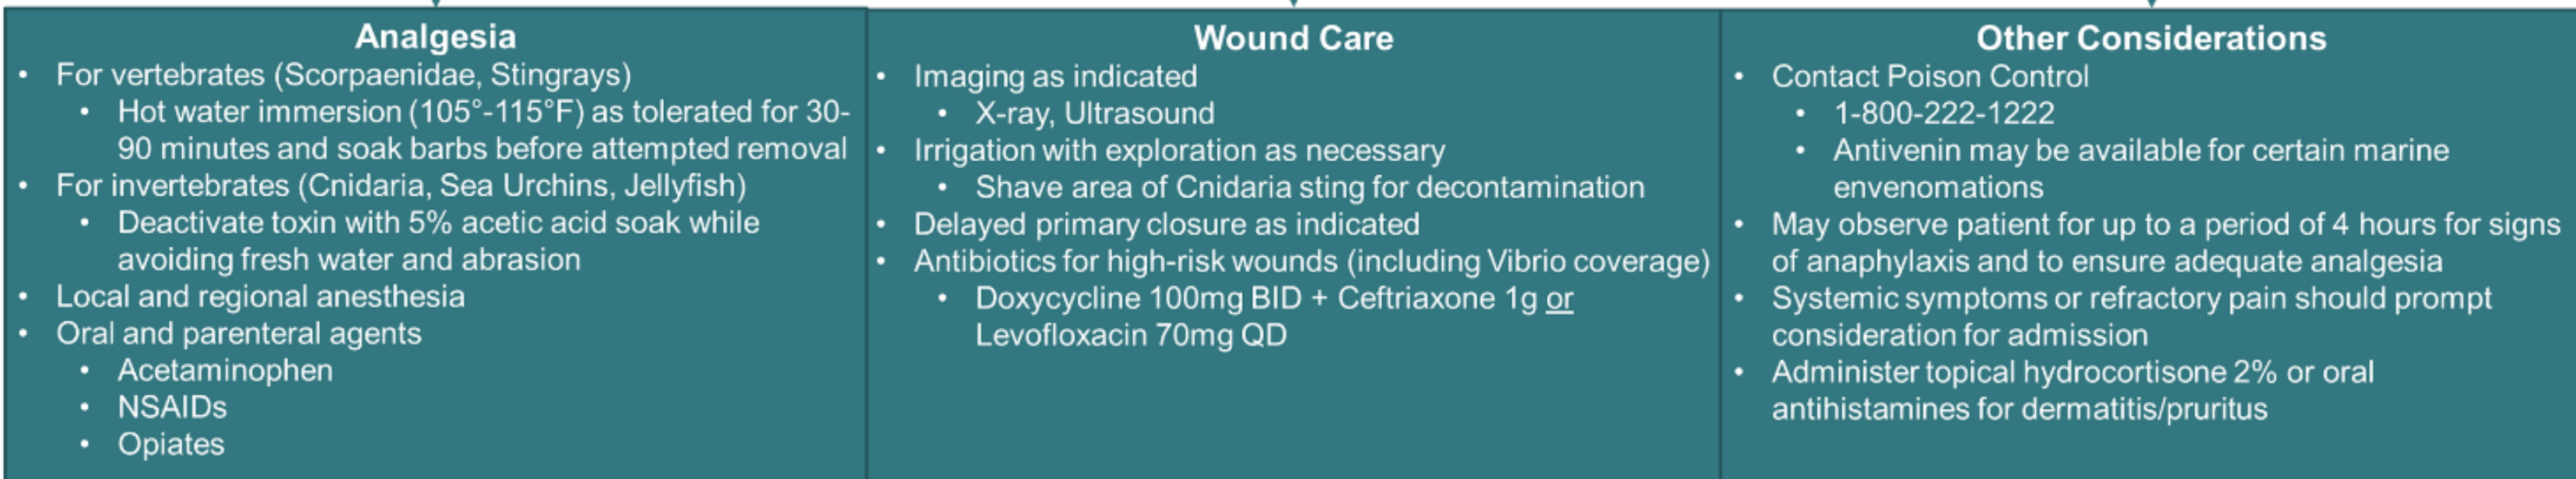 Analgesia
• For vertebrates (Scorpaenidae, Stingrays)
• Hot water immersion (105°-115°F) as tolerated for 30-
90 minutes and soak barbs before attempted removal
• For invertebrates (Cnidaria, Sea Urchins, Jellyfish)
• Deactivate toxin with 5% acetic acid soak while
avoiding fresh water and abrasion
• Local and regional anesthesia
• Oral and parenteral agents
• Acetaminophen
• NSAIDs
• Opiates
Wound Care
• Imaging as indicated
• X-ray, Ultrasound
• Irrigation with exploration as necessary
• Shave area of Cnidaria sting for decontamination
• Delayed primary closure as indicated
• Antibiotics for high-risk wounds (including Vibrio coverage)
• Doxycycline 100mg BID + Ceftriaxone 1g or
Levofloxacin 70mg QD
Other Considerations
• Contact Poison Control
• 1-800-222-1222
• Antivenin may be available for certain marine
envenomations
• May observe patient for up to a period of 4 hours for signs
of anaphylaxis and to ensure adequate analgesia
• Systemic symptoms or refractory pain should prompt
consideration for admission
• Administer topical hydrocortisone 2% or oral
antihistamines for dermatitis/pruritus